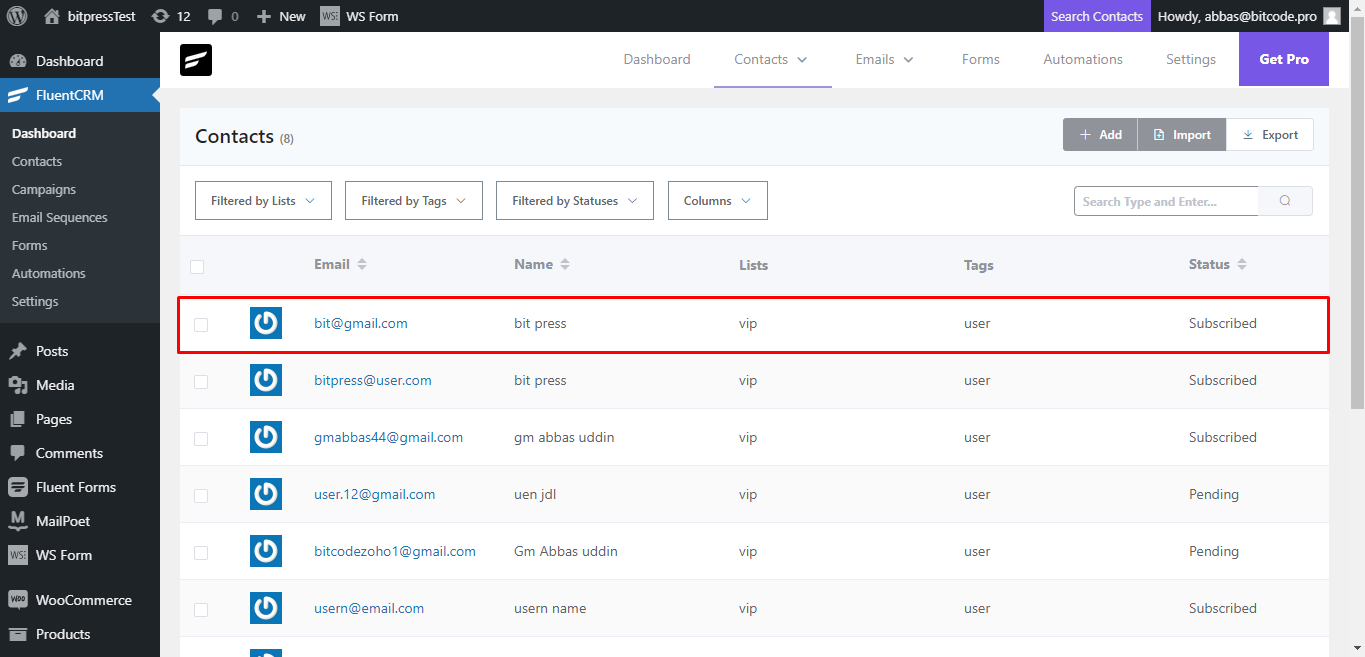 bitpressTest 12 0 New WS: WS Form Search Contacts Howdy, abbas@bitcode.pro
Dashboard
FluentCRM
Dashboard
Contacts
Campaigns
Email Sequences
Forms
Automations
Settings
Posts
Media
Pages
Comments
Fluent Forms
MailPoet
WS: WS Form
Woo WooCommerce
Products
Dashboard Contacts Emails Forms Automations Settings Get Pro
Contacts (8) Add Import Export
Filtered by Lists Filtered by Tags Filtered by Statuses Columns Search Type and Enter...
Email Name Lists Tags Status
bit@gmail.com bit press vip user Subscribed
bitpress@user.com bit press vip user Subscribed
gmabbas44@gmail.com gm abbas uddin vip user Subscribed
user.12@gmail.com uen jdl vip user Pending
bitcodezoho1@gmail.com Gm Abbas uddin vip user Pending
usern@email.com usern name vip user Subscribed